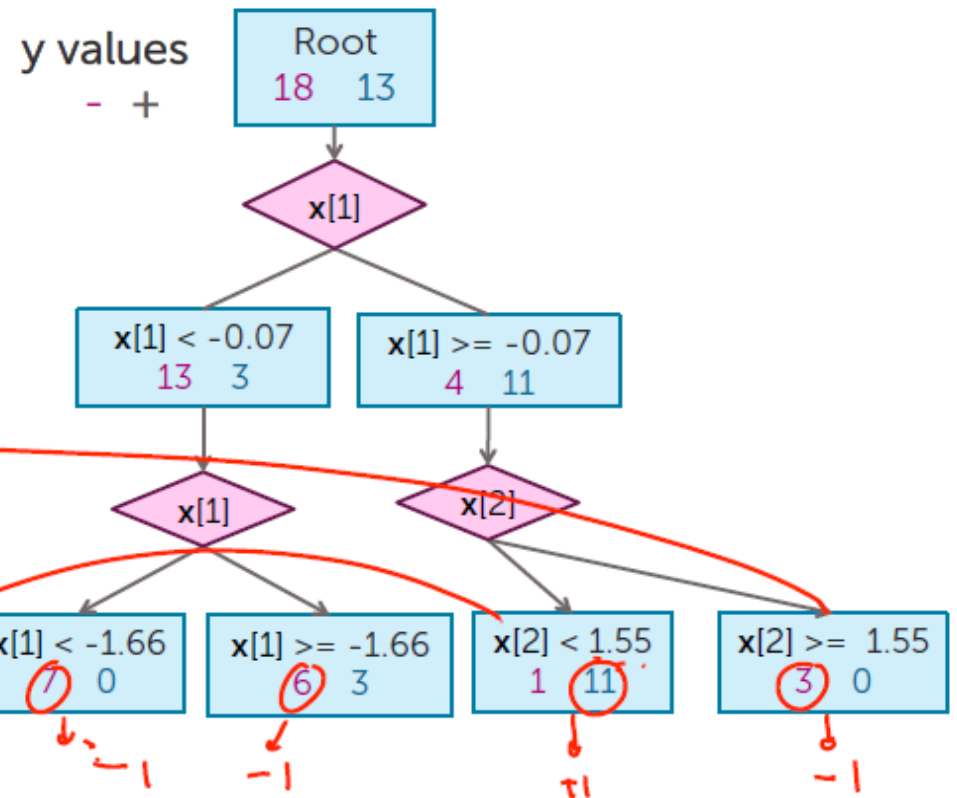 y values
- +
Root
18 13
x[1]
x[1] < -0.07
13 3
x[1] >= -0.07
4 11
x[1]
x[2]
x[1] < -1.66
7 0
x[1] >= -1.66
6 3
x[2] < 1.55
1 11
x[2] >= 1.55
3 0
-1
-1
+1
-1